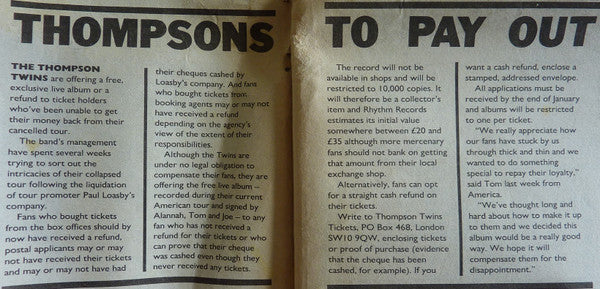 THOMPSONS TO PAY OUT
THE THOMPSON
TWINS are offering a free,
exclusive live album or a
refund to ticket holders
who've been unable to get
their money back from their
cancelled tour.
The band's management
have spent several weeks
trying to sort out the
intricacies of their collapsed
tour following the liquidation
of tour promoter Paul Loasby's
company.
Fans who bought tickets
from the box offices should by
now have received a refund,
postal applicants may or may
not have received their tickets
and may or may not have had
their cheques cashed by
Loasby's company. And fans
who bought tickets from
booking agents may or may not
have received a refund
depending on the agency's
view of the extent of their
responsibilities.
Although the Twins are
under no legal obligation to
compensate their fans, they are
offering the free live album –
recorded during their current
American tour and signed by
Alannah, Tom and Joe – to any
fan who has not received a
refund for their tickets or who
can prove that their cheque
was cashed even though they
never received any tickets.
The record will not be
available in shops and will be
restricted to 10,000 copies. It
will therefore be a collector's
item and Rhythm Records
estimates its initial value
somewhere between £20 and
£35 although more mercenary
fans should not bank on getting
that amount from their local
exchange shop.
Alternatively, fans can opt
for a straight cash refund on
their tickets.
Write to Thompson Twins
Tickets, PO Box 468, London
SW10 9QW, enclosing tickets
or proof of purchase (evidence
that the cheque has been
cashed, for example). If you
want a cash refund, enclose a
stamped, addressed envelope.
All applications must be
received by the end of January
and albums will be restricted
to one per ticket.
"We really appreciate how
our fans have stuck by us
through thick and thin and we
wanted to do something
special to repay their loyalty,"
said Tom last week from
America.
"We've thought long and
hard about how to make it up
to them and we decided this
album would be a really good
way. We hope it will
compensate them for the
disappointment."